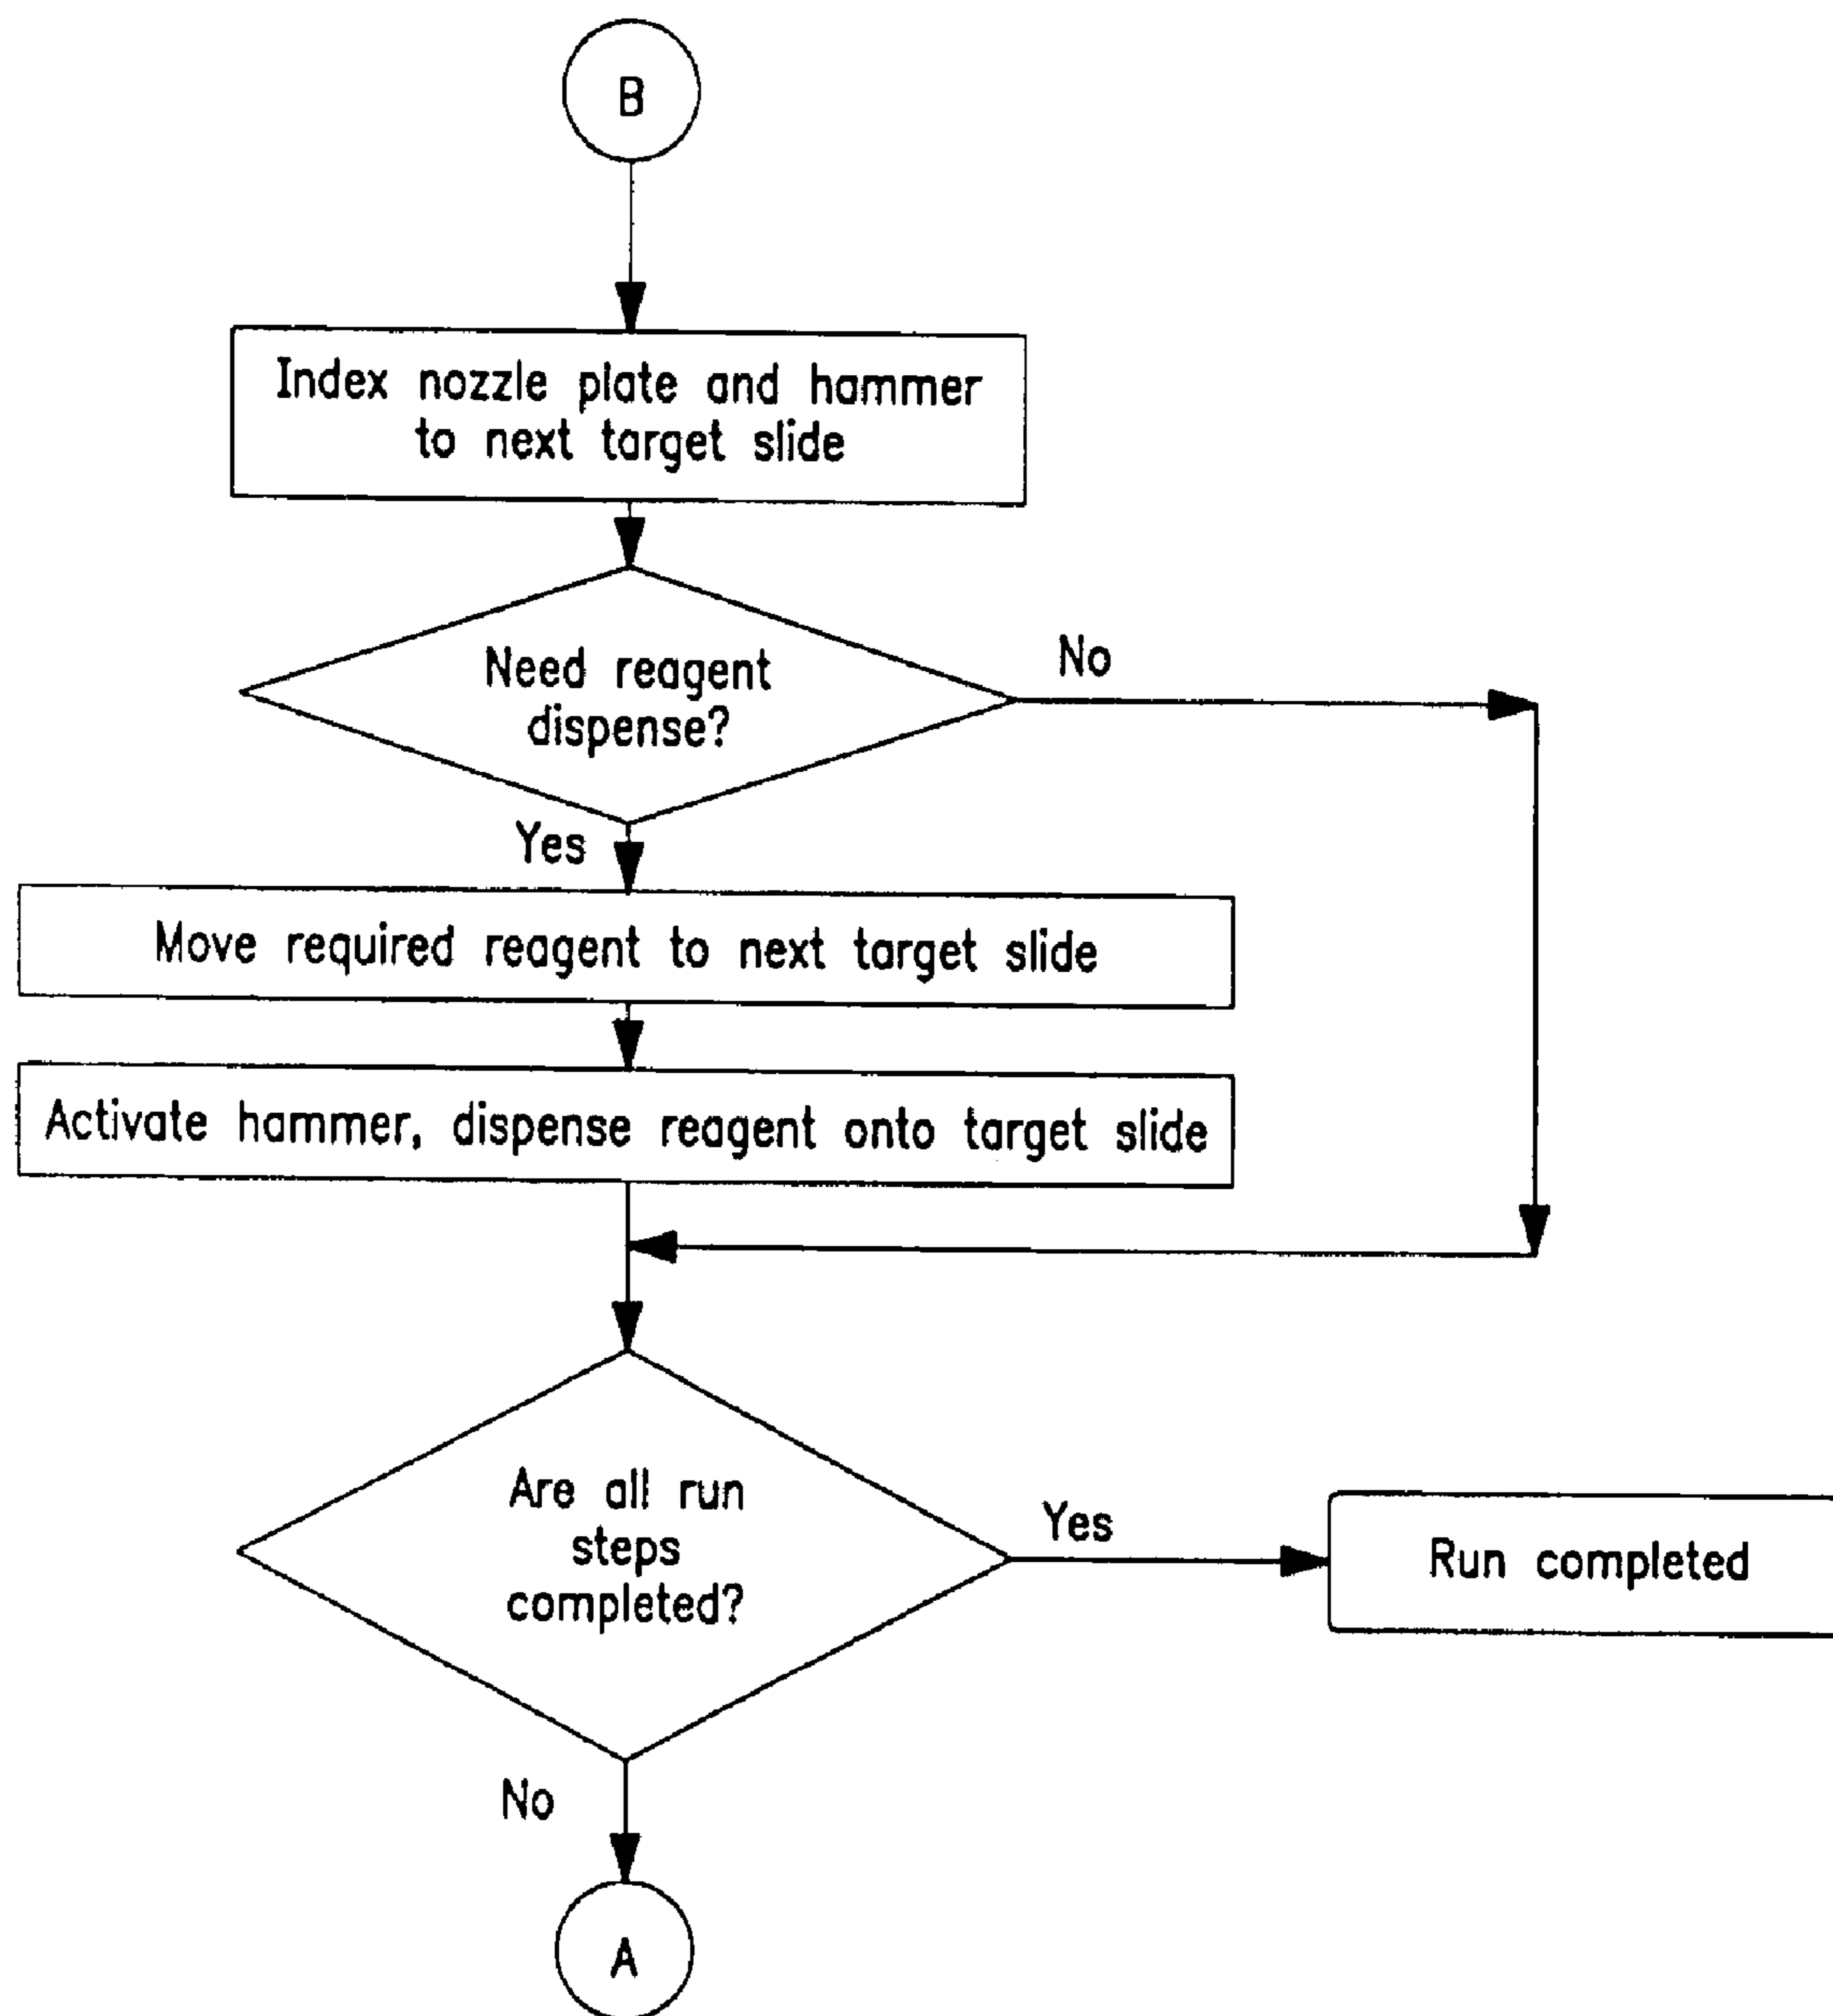 B
Index nozzle plate and hammer
to next target slide
Need reagent
dispense?
No
Yes
Move required reagent to next target slide
Activate hammer, dispense reagent onto target slide
Are all run
steps
completed?
Yes
Run completed
No
A